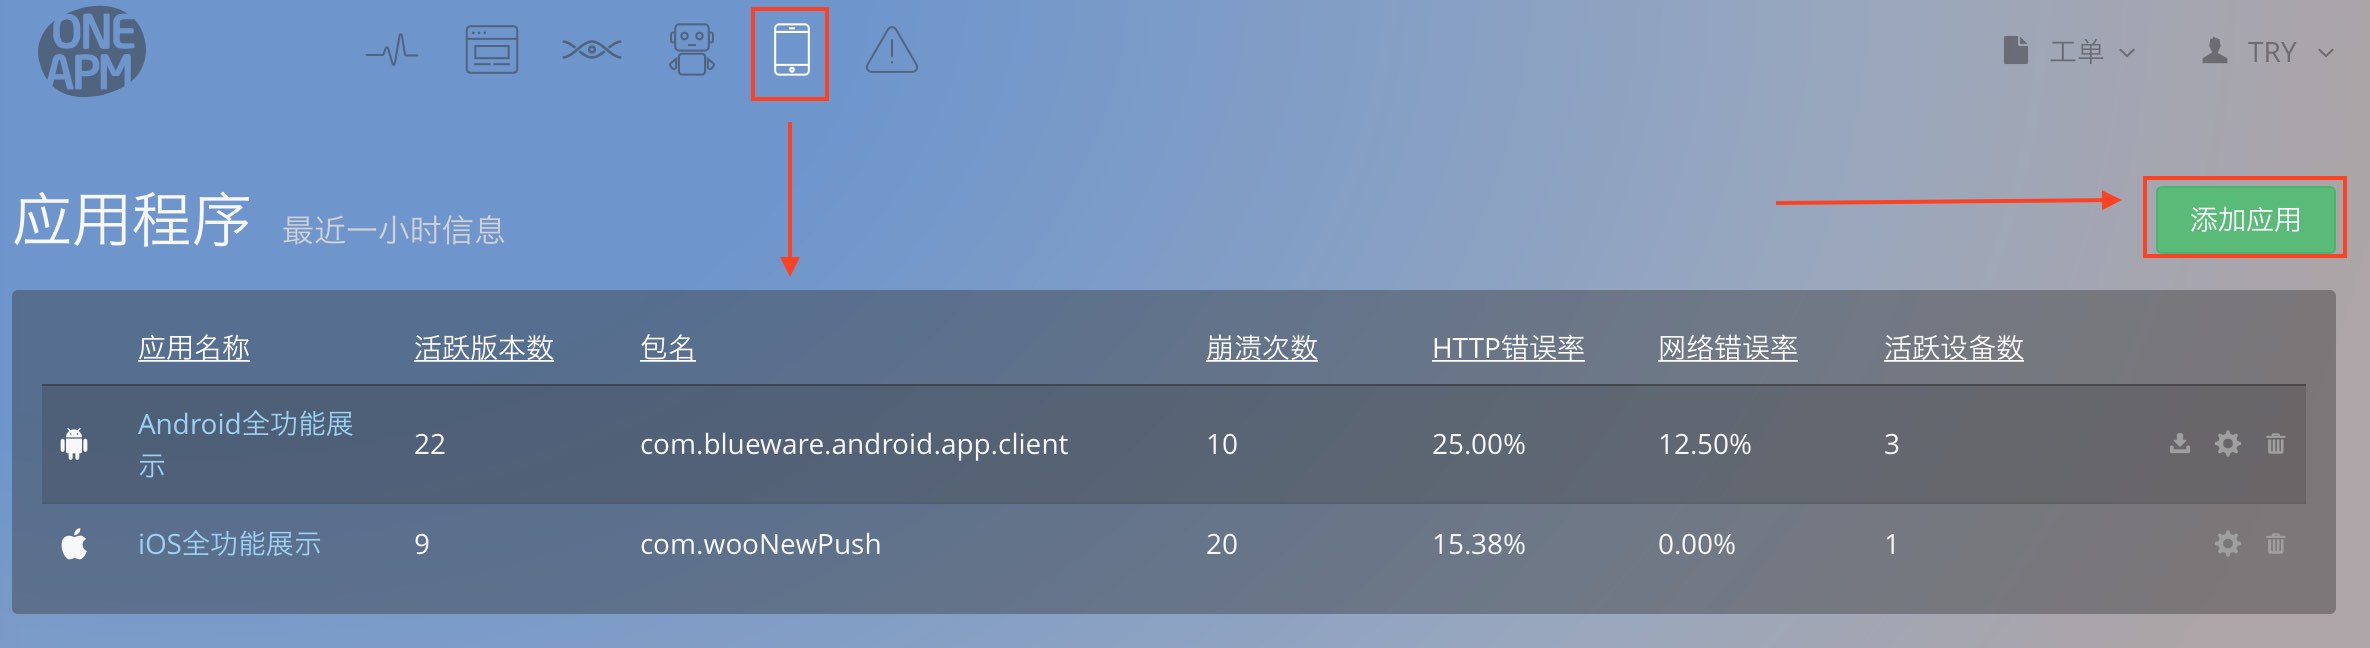 ONE
APM
工单
TRY
应用程序 最近一小时信息
添加应用
应用名称 活跃版本数 包名 崩溃次数 HTTP错误率 网络错误率 活跃设备数
Android全功能展
示 22 com.blueware.android.app.client 10 25.00% 12.50% 3
iOS全功能展示 9 com.wooNewPush 20 15.38% 0.00% 1